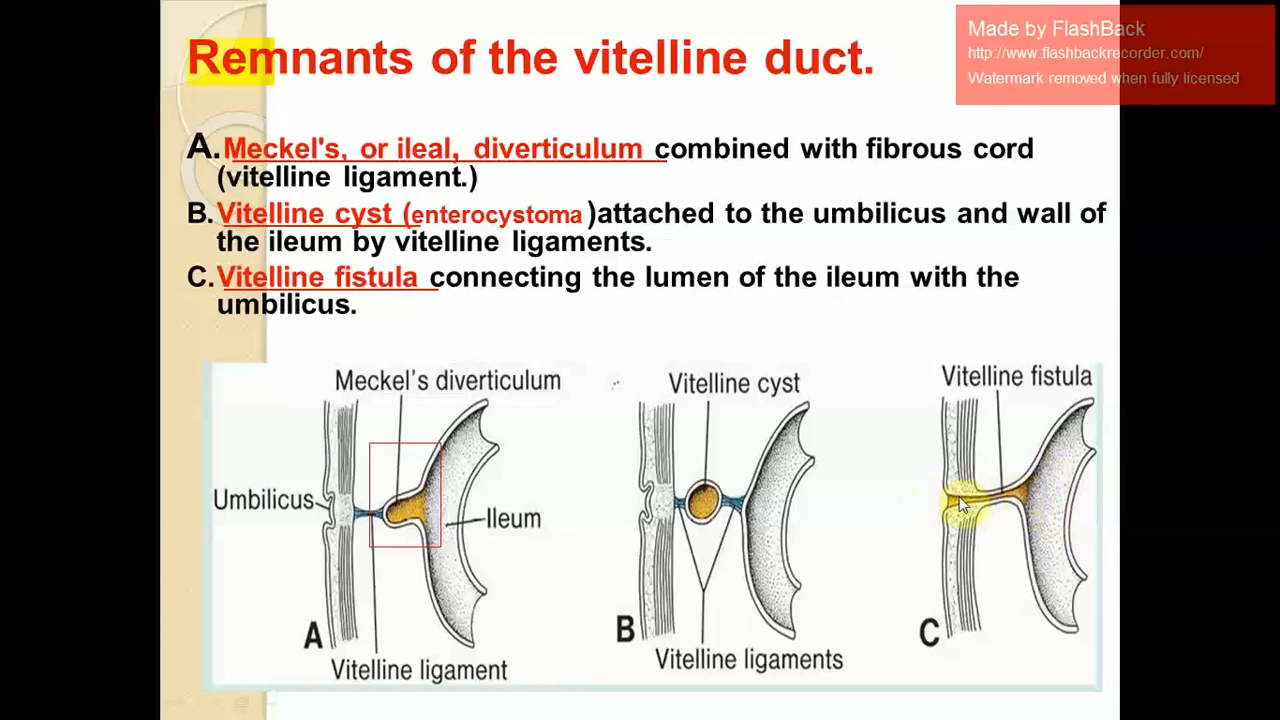 Remnants of the vitelline duct.
Made by FlashBack
http://www.flashbackrecorder.com/
Watermark removed when fully licensed
A. Meckel's, or ileal, diverticulum combined with fibrous cord
(vitelline ligament.)
B. Vitelline cyst (enterocystoma )attached to the umbilicus and wall of
the ileum by vitelline ligaments.
C. Vitelline fistula connecting the lumen of the ileum with the
umbilicus.
Meckel's diverticulum
Umbilicus
Ileum
A
Vitelline ligament
Vitelline cyst
B
Vitelline ligaments
Vitelline fistula
C